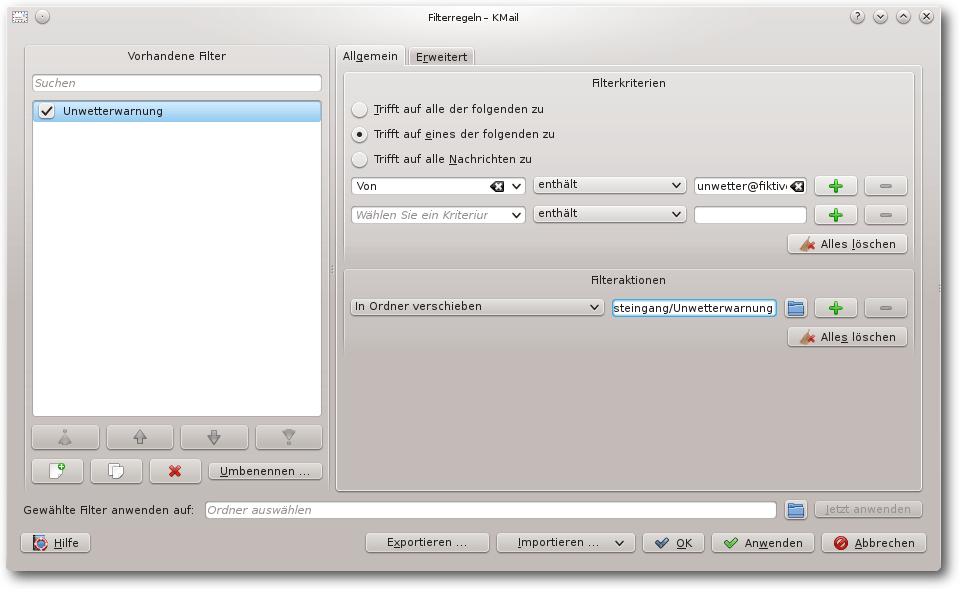 Filterregeln – KMail
Vorhandene Filter
Suchen
Unwetterwarnung
Umbenennen ...
Allgemein
Erweitert
Filterkriterien
Trifft auf alle der folgenden zu
Trifft auf eines der folgenden zu
Trifft auf alle Nachrichten zu
Von enthält unwetter@fiktiv
Wählen Sie ein Kriteriur enthält
Alles löschen
Filteraktionen
In Ordner verschieben steingang/Unwetterwarnung
Alles löschen
Gewählte Filter anwenden auf: Ordner auswählen Jetzt anwenden
Hilfe Exportieren ... Importieren ... OK Anwenden Abbrechen